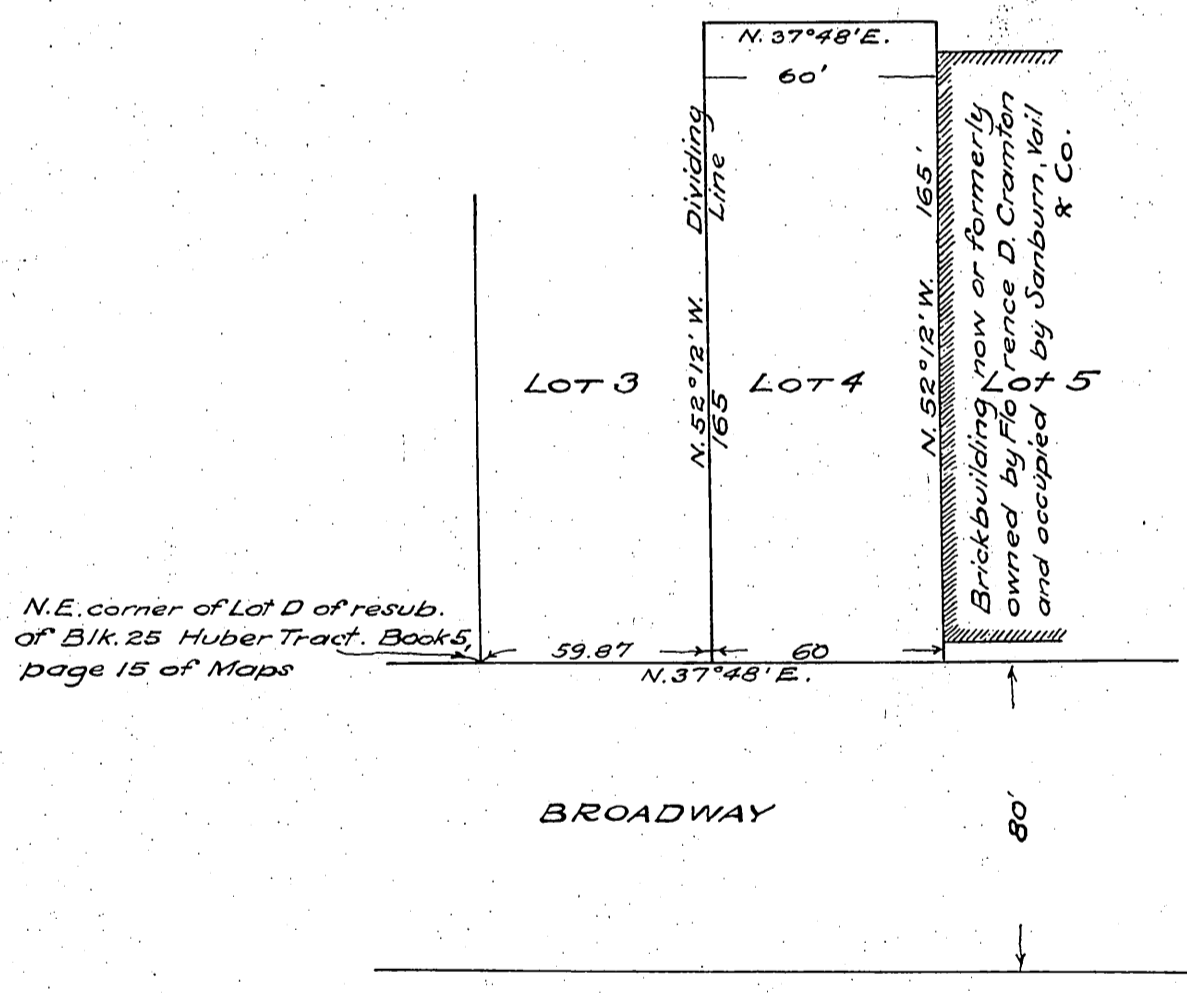 N. 37°48'E.
60'
Dividing
Line
N. 52°12' W.
165
N. 52°12' W. 165'
Brickbuilding now or formerly
owned by Florence D. Cramton
and occupied by Sanburn, Vail
& Co.
LOT 3
LOT 4
Lot 5
N.E. corner of Lot D of resub.
of Blk. 25 Huber Tract. Book 5,
page 15 of Maps
59.87
60
N. 37°48' E.
BROADWAY
80'